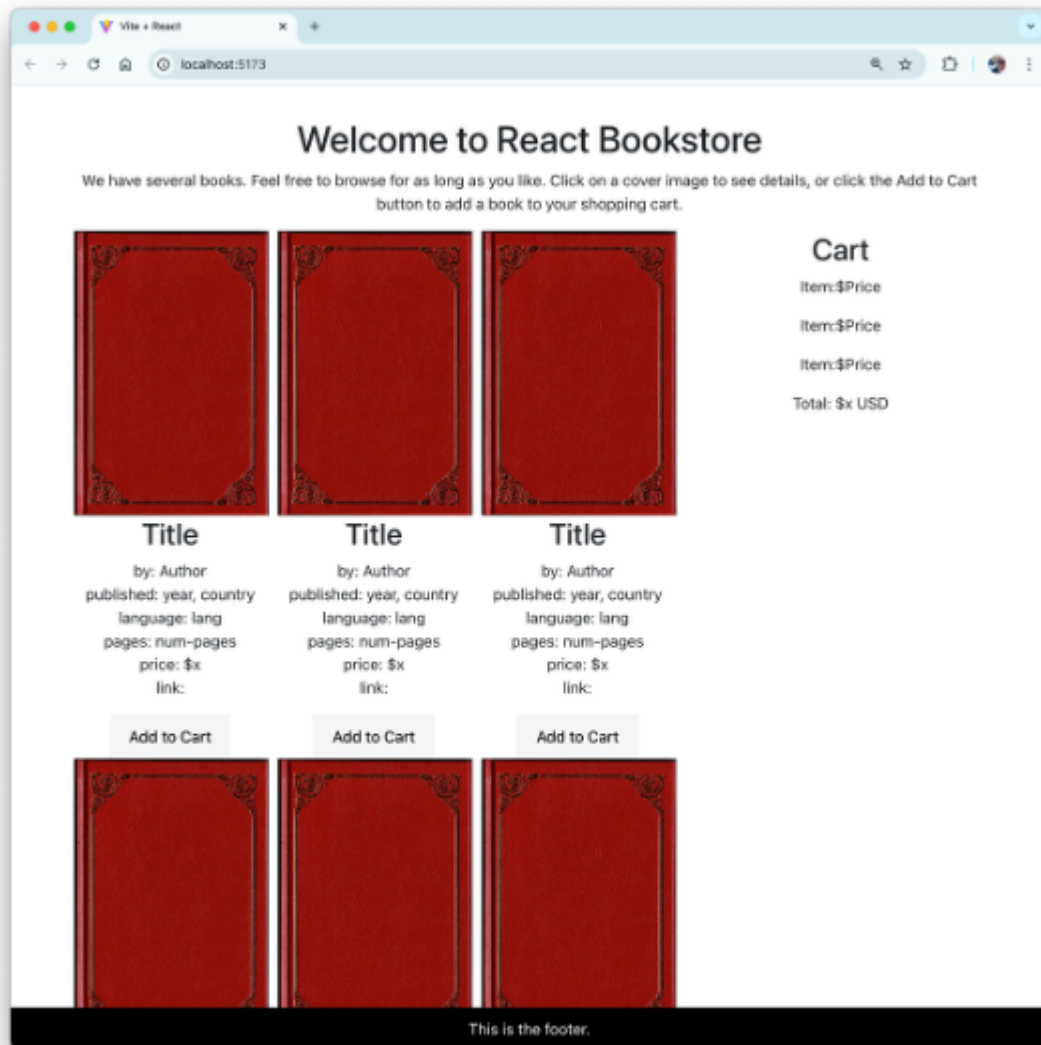 Vite + React
localhost:5173
Welcome to React Bookstore
We have several books. Feel free to browse for as long as you like. Click on a cover image to see details, or click the Add to Cart
button to add a book to your shopping cart.
Title
by: Author
published: year, country
language: lang
pages: num-pages
price: $x
link:
Add to Cart
Title
by: Author
published: year, country
language: lang
pages: num-pages
price: $x
link:
Add to Cart
Title
by: Author
published: year, country
language: lang
pages: num-pages
price: $x
link:
Add to Cart
Cart
Item:$Price
Item:$Price
Item:$Price
Total: $x USD
This is the footer.